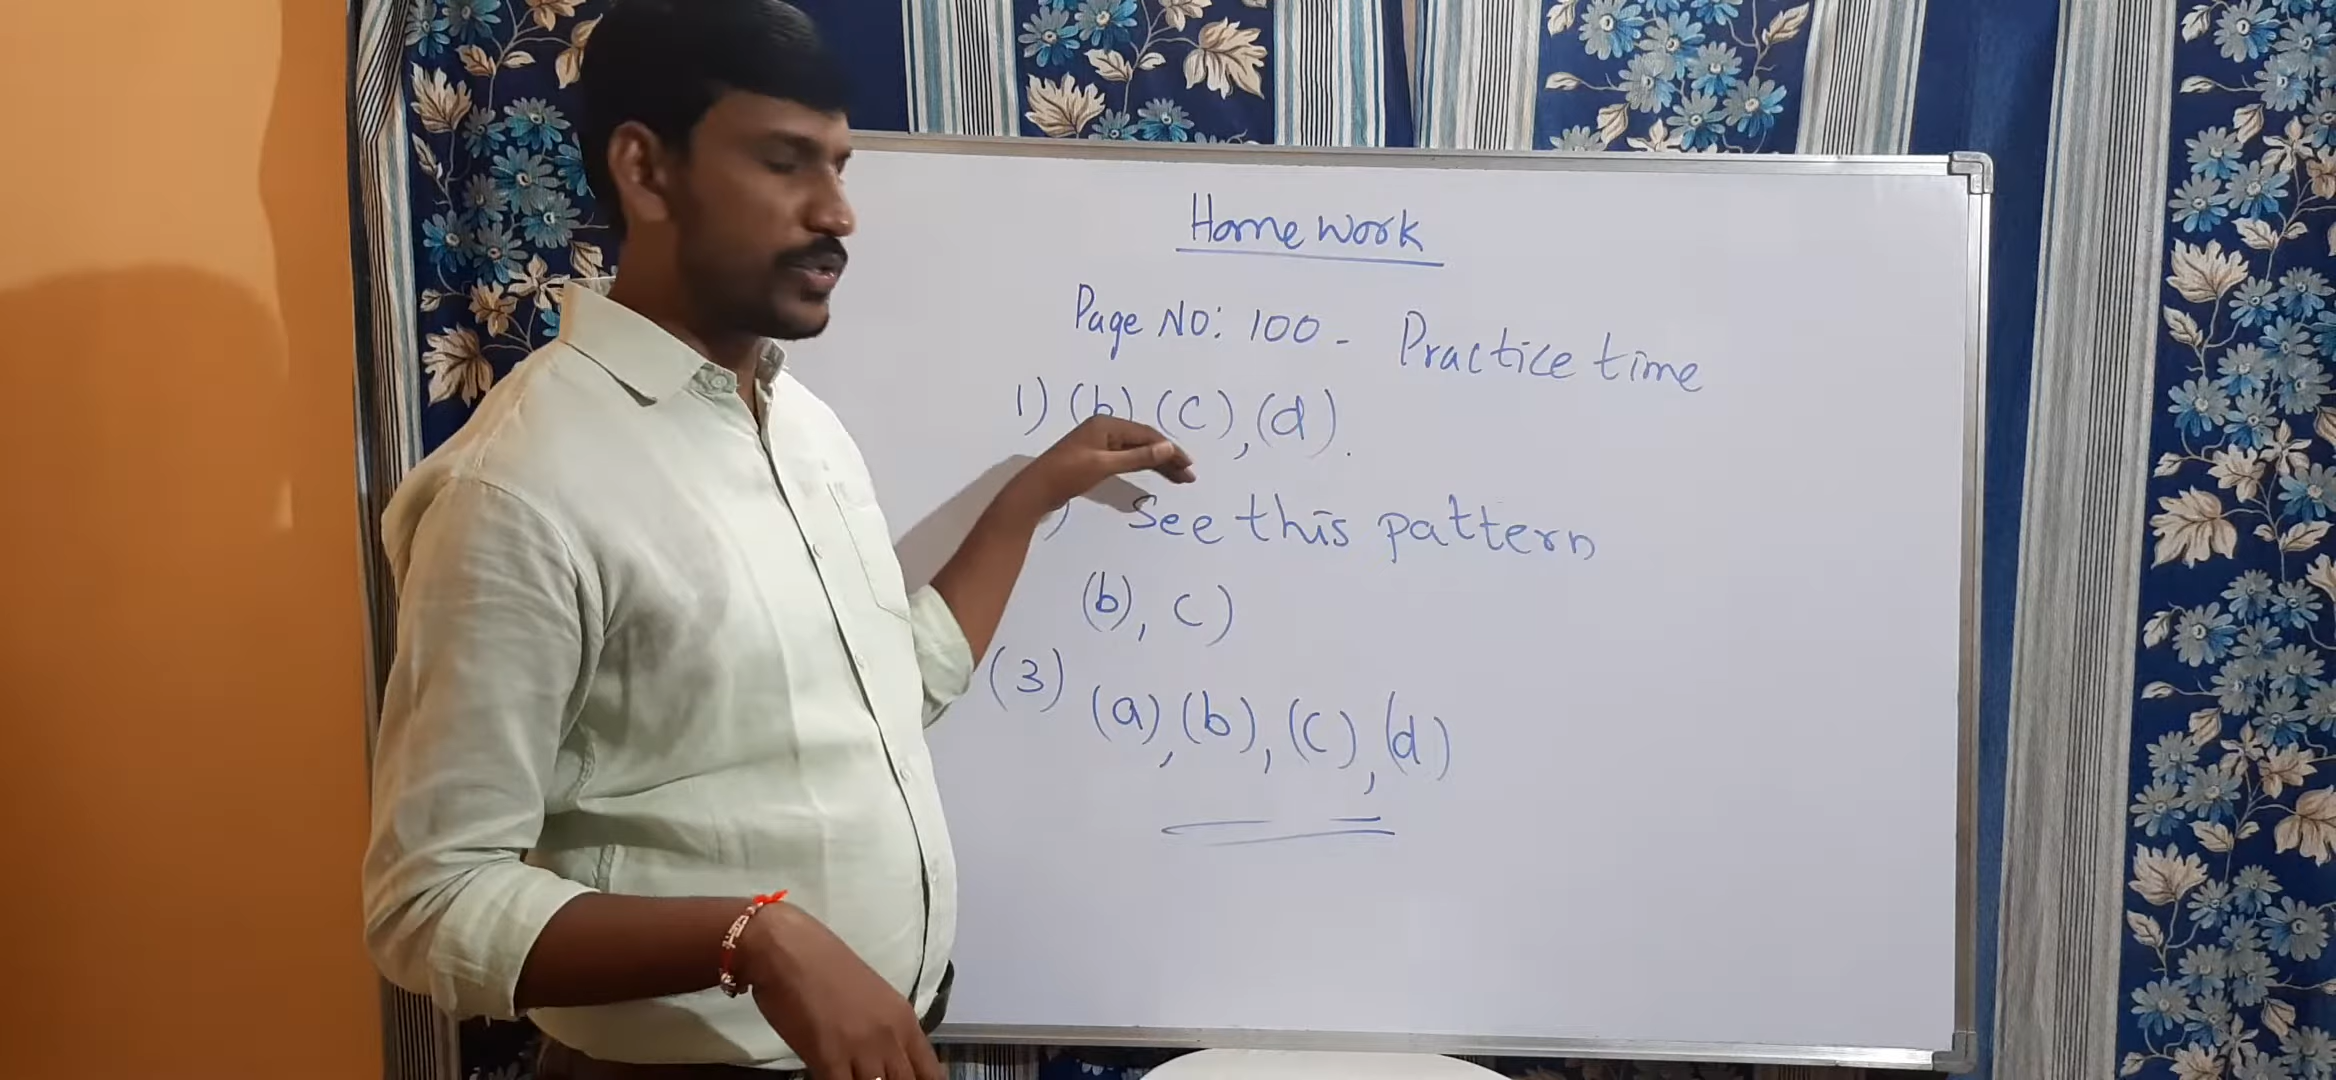 Home work
Page NO: 100 - Practice time
1) (b) (c), (d).
) See this pattern
(b), c)
(3)
(a), (b), (c), (d)